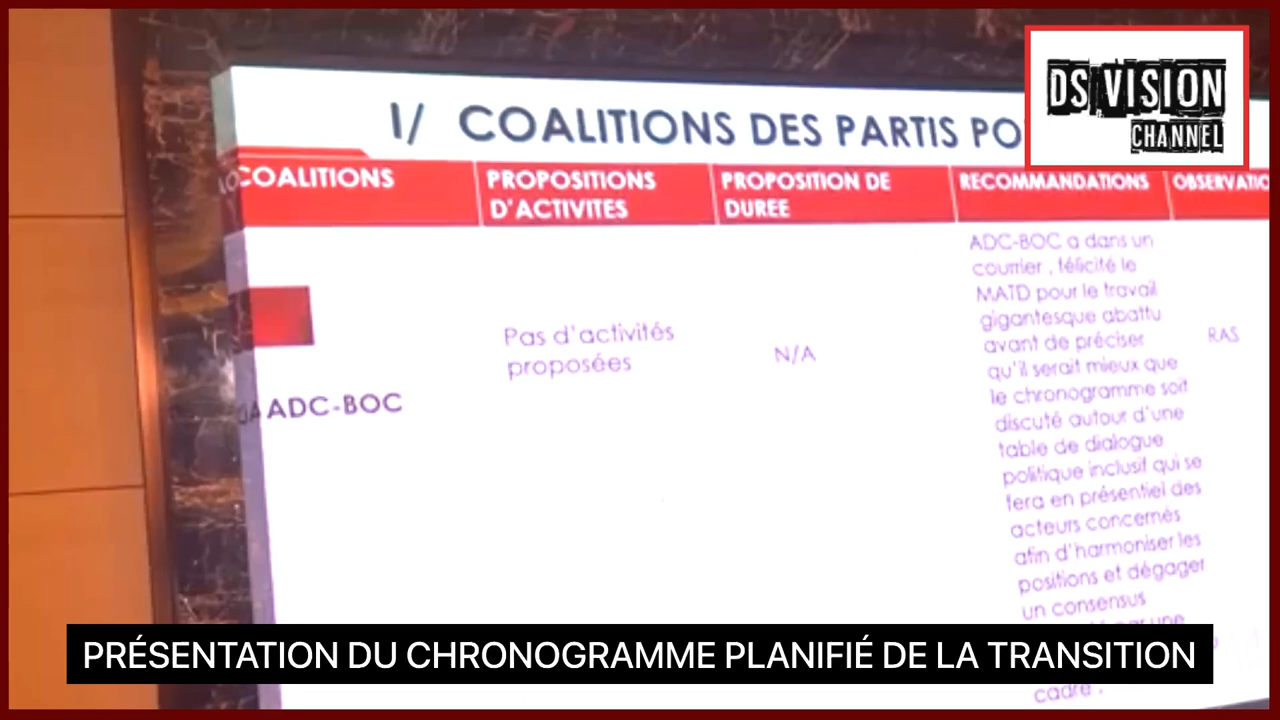 DS VISION
CHANNEL
I/ COALITIONS DES PARTIS PO
COALITIONS
PROPOSITIONS
D'ACTIVITES
PROPOSITION DE
DUREE
RECOMMANDATIONS
OBSERVATIO
ADC-BOC
Pas d'activités
proposées
N/A
ADC-BOC a dans un
courrier , félicité le
MATD pour le travail
gigantesque abattu
avant de préciser
qu'il serait mieux que
le chronogramme soit
discuté autour d'une
table de dialogue
politique inclusif qui se
fera en présentiel des
acteurs concernés
afin d'harmoniser les
positions et dégager
un consensus
par une
cadre .
RAS
PRÉSENTATION DU CHRONOGRAMME PLANIFIÉ DE LA TRANSITION